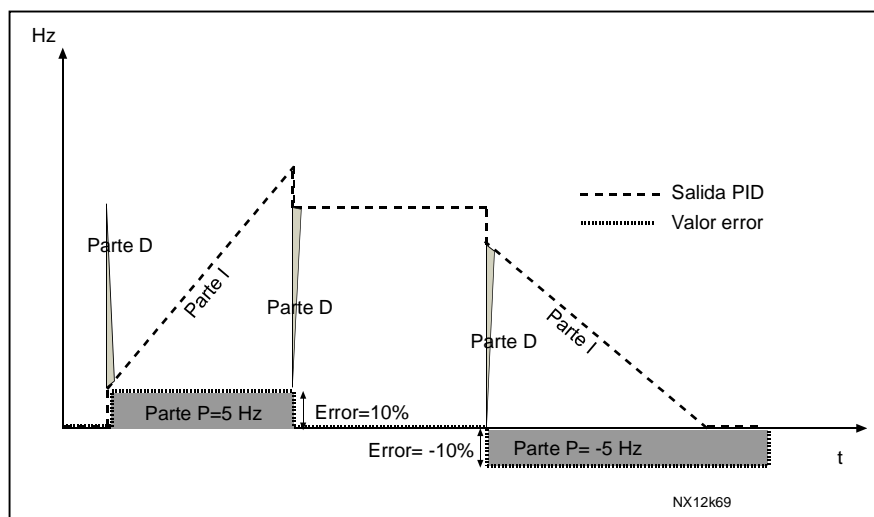 Hz
Salida PID
Valor error
Parte D
Parte I
Parte D
Parte I
Parte D
Parte P=5 Hz
Error=10%
Error= -10%
Parte P= -5 Hz
t
NX12k69